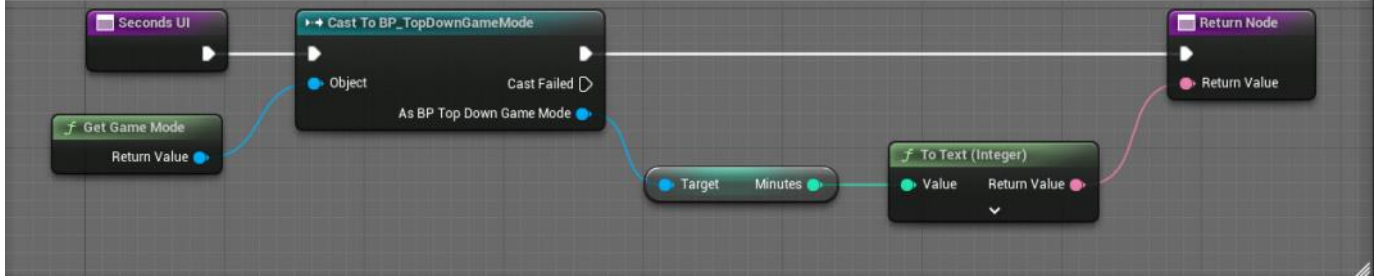 Seconds UI
Cast To BP_TopDownGameMode
Return Node
Object
Cast Failed
Return Value
As BP Top Down Game Mode
f Get Game Mode
Return Value
f To Text (Integer)
Target
Minutes
Value
Return Value